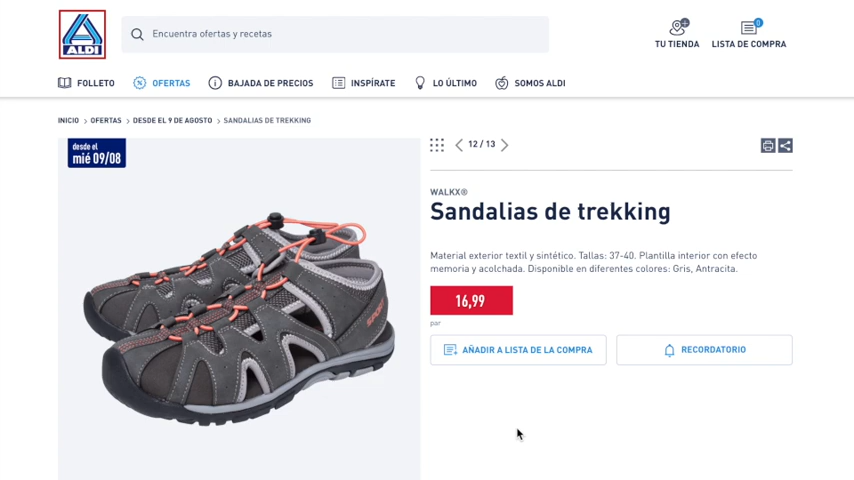 ALDI
Encuentra ofertas y recetas
TU TIENDA
0
LISTA DE COMPRA
FOLLETO
OFERTAS
BAJADA DE PRECIOS
INSPÍRATE
LO ÚLTIMO
SOMOS ALDI
INICIO > OFERTAS > DESDE EL 9 DE AGOSTO > SANDALIAS DE TREKKING
desde el
mié 09/08
12 / 13
WALKX®
Sandalias de trekking
Material exterior textil y sintético. Tallas: 37-40. Plantilla interior con efecto
memoria y acolchada. Disponible en diferentes colores: Gris, Antracita.
16,99
par
AÑADIR A LISTA DE LA COMPRA
RECORDATORIO
SPORT